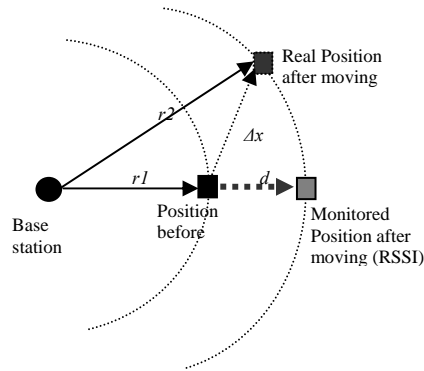 Real Position
after moving
r2
Δx
r1
d
Base
station
Position
before
Monitored
Position after
moving (RSSI)